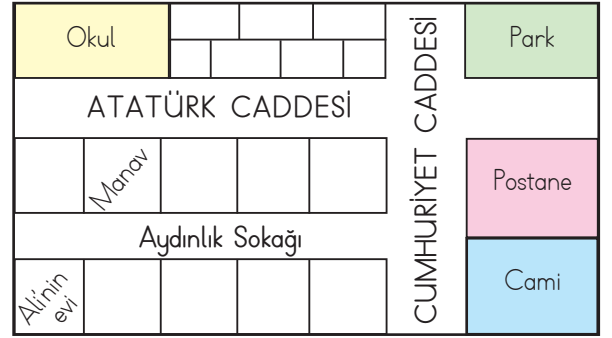 Okul
Park
ATATÜRK CADDESİ
CUMHURİYET CADDESİ
Manav
Postane
Aydınlık Sokağı
Ali'nin
evi
Cami